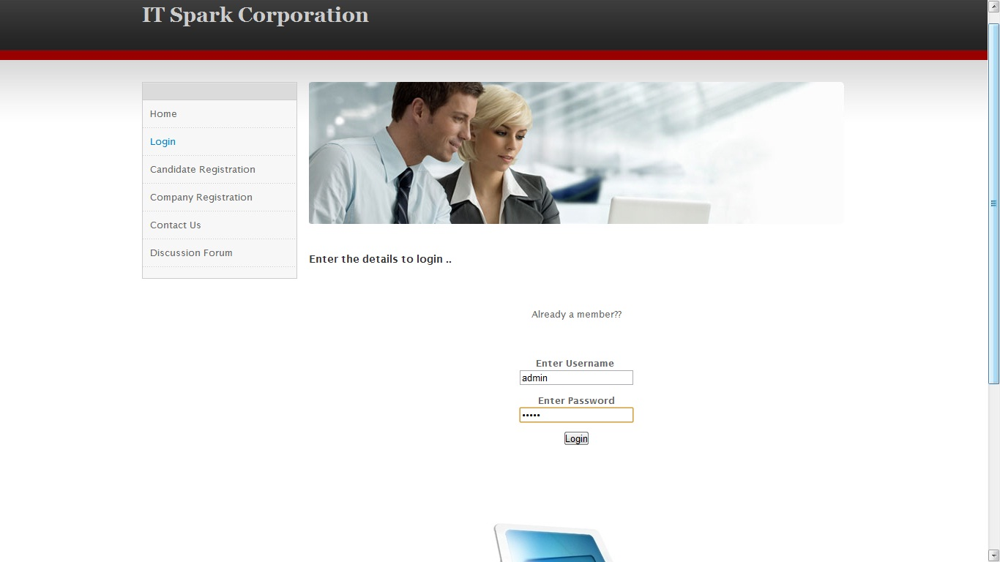 IT Spark Corporation
Home
Login
Candidate Registration
Company Registration
Contact Us
Discussion Forum
Enter the details to login ..
Already a member??
Enter Username
admin
Enter Password
•••••
Login